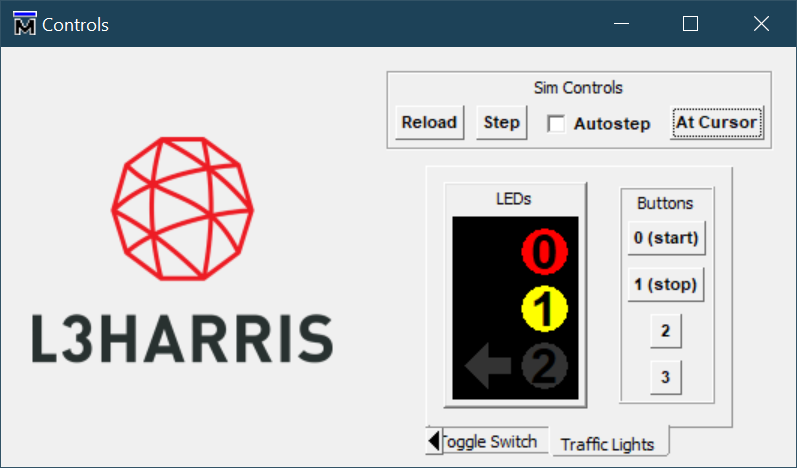 Controls
Sim Controls
Reload Step Autostep At Cursor
L3HARRIS
LEDs
0
1
2
Buttons
0 (start)
1 (stop)
2
3
Toggle Switch Traffic Lights